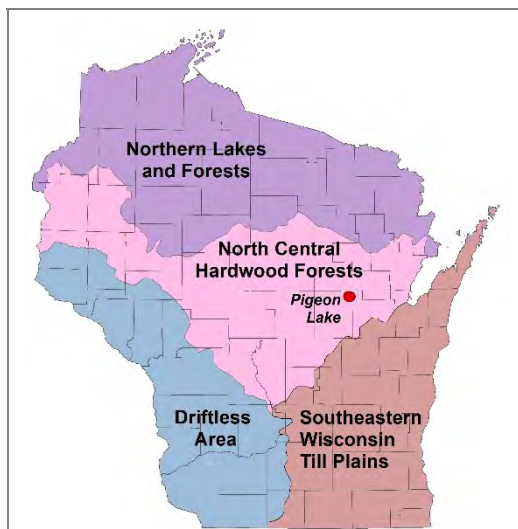 Northern Lakes
and Forests
North Central
Hardwood Forests
Pigeon
Lake
Driftless
Area
Southeastern
Wisconsin
Till Plains